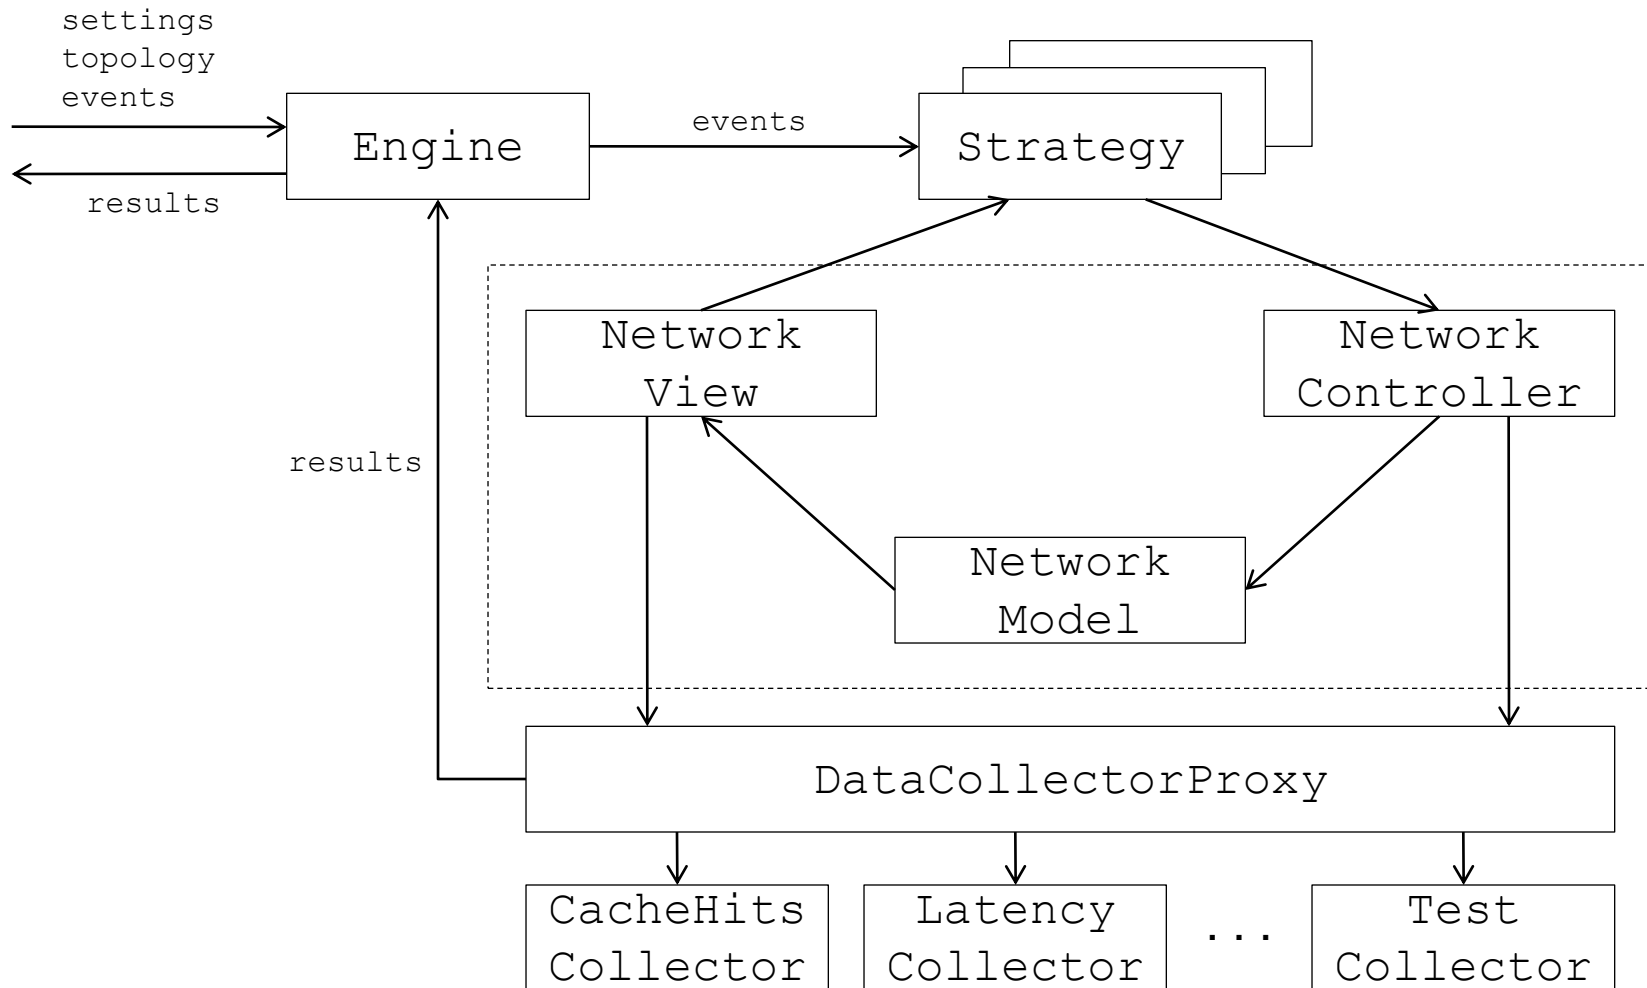 settings
topology
events
Engine
results
events
Strategy
Network
View
Network
Controller
results
Network
Model
DataCollectorProxy
CacheHits
Collector
Latency
Collector
...
Test
Collector